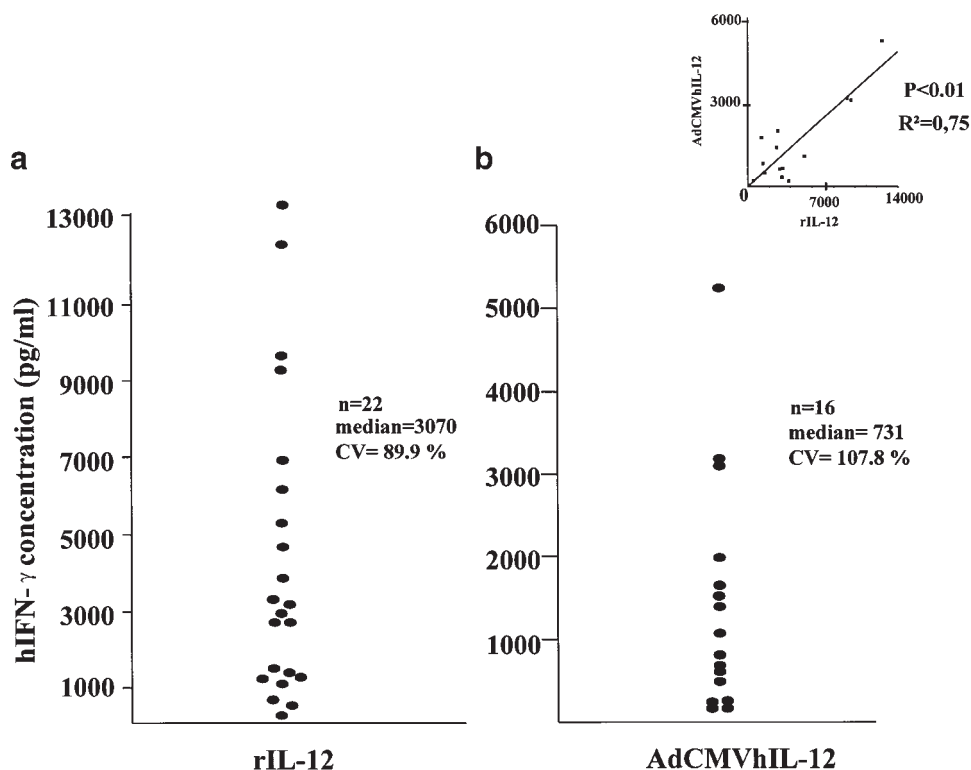 a
hIFN-γ concentration (pg/ml)
13000
11000
9000
7000
5000
3000
1000
n=22
median=3070
CV= 89.9 %
rIL-12
b
6000
5000
4000
3000
2000
1000
n=16
median= 731
CV= 107.8 %
AdCMVhIL-12
AdCMVhIL-12
6000
3000
0
7000
14000
rIL-12
P<0.01
R²=0,75